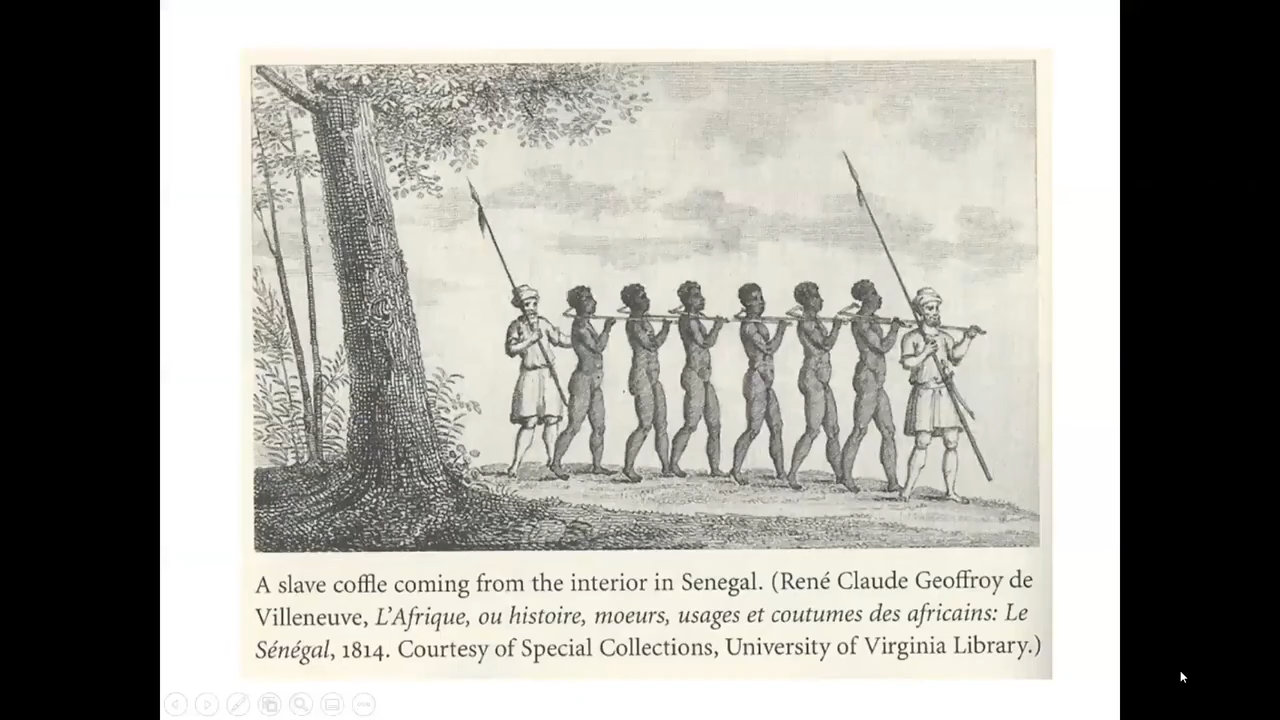 A slave coffle coming from the interior in Senegal. (René Claude Geoffroy de
Villeneuve, L’Afrique, ou histoire, moeurs, usages et coutumes des africains: Le
Sénégal, 1814. Courtesy of Special Collections, University of Virginia Library.)